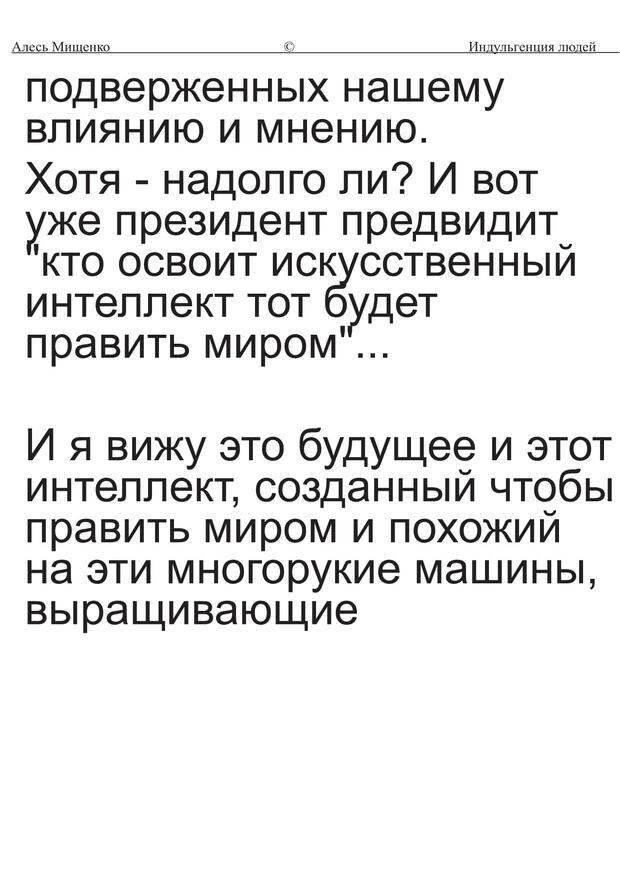 Алесь Мищенко © Индульгенция людей
подверженных нашему
влиянию и мнению.
Хотя - надолго ли? И вот
уже президент предвидит
"кто освоит искусственный
интеллект тот будет
править миром"...
И я вижу это будущее и этот
интеллект, созданный чтобы
править миром и похожий
на эти многорукие машины,
выращивающие